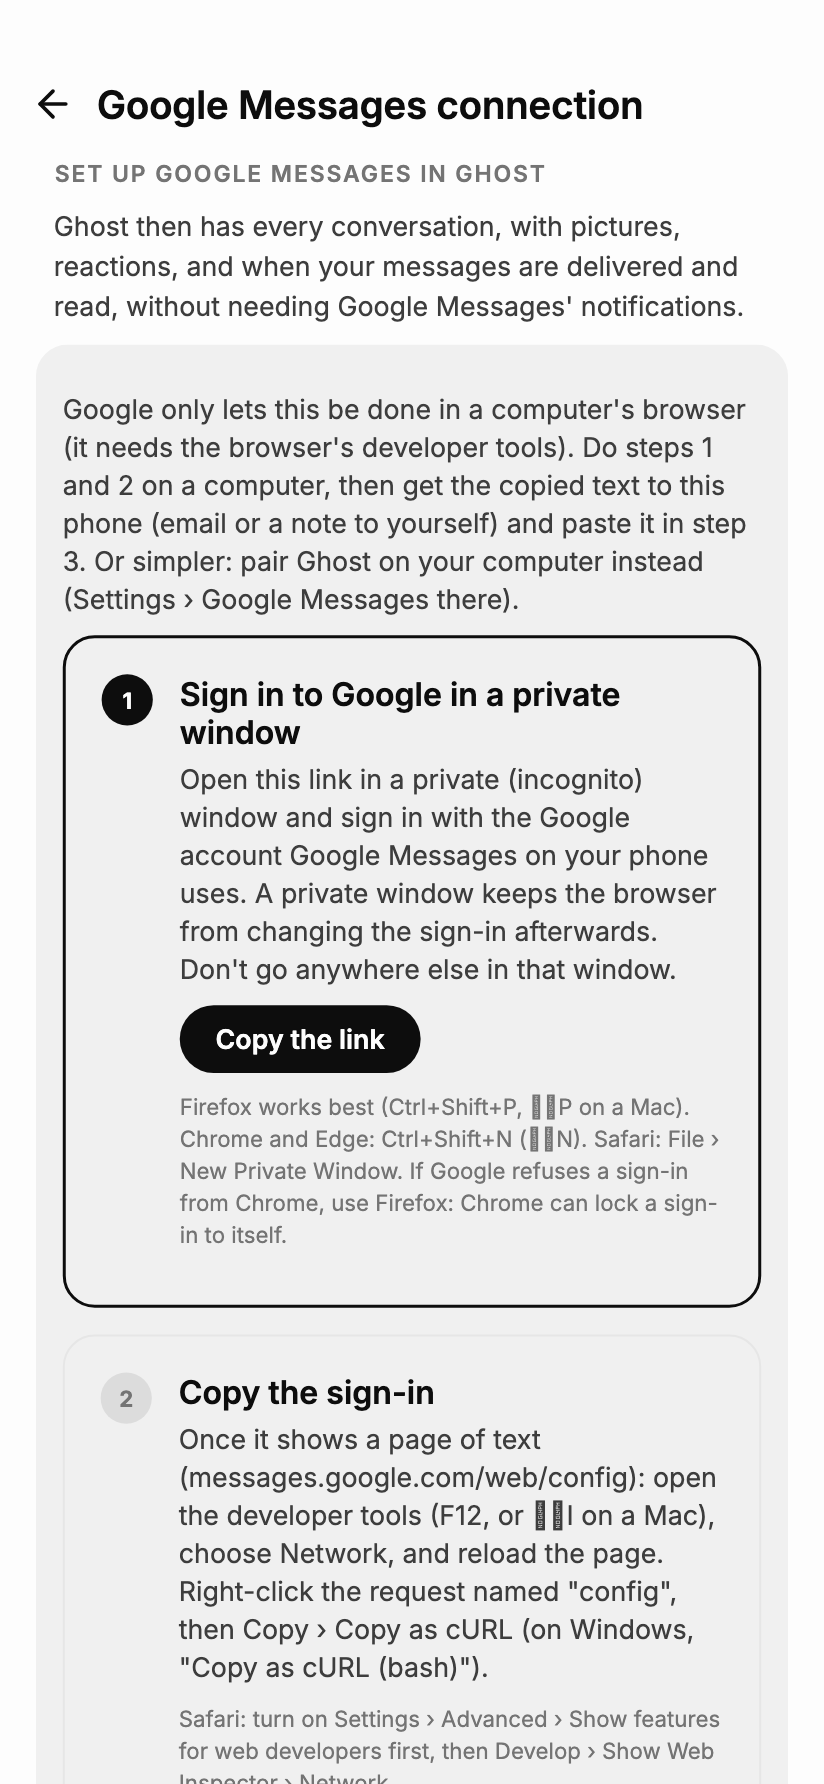 Google Messages connection
SET UP GOOGLE MESSAGES IN GHOST
Ghost then has every conversation, with pictures,
reactions, and when your messages are delivered and
read, without needing Google Messages' notifications.
Google only lets this be done in a computer's browser
(it needs the browser's developer tools). Do steps 1
and 2 on a computer, then get the copied text to this
phone (email or a note to yourself) and paste it in step
3. Or simpler: pair Ghost on your computer instead
(Settings › Google Messages there).
1
Sign in to Google in a private
window
Open this link in a private (incognito)
window and sign in with the Google
account Google Messages on your phone
uses. A private window keeps the browser
from changing the sign-in afterwards.
Don't go anywhere else in that window.
Copy the link
Firefox works best (Ctrl+Shift+P, P on a Mac).
Chrome and Edge: Ctrl+Shift+N (N). Safari: File ›
New Private Window. If Google refuses a sign-in
from Chrome, use Firefox: Chrome can lock a sign-
in to itself.
2
Copy the sign-in
Once it shows a page of text
(messages.google.com/web/config): open
the developer tools (F12, or I on a Mac),
choose Network, and reload the page.
Right-click the request named "config",
then Copy › Copy as cURL (on Windows,
"Copy as cURL (bash)").
Safari: turn on Settings › Advanced › Show features
for web developers first, then Develop › Show Web
Inspector › Network